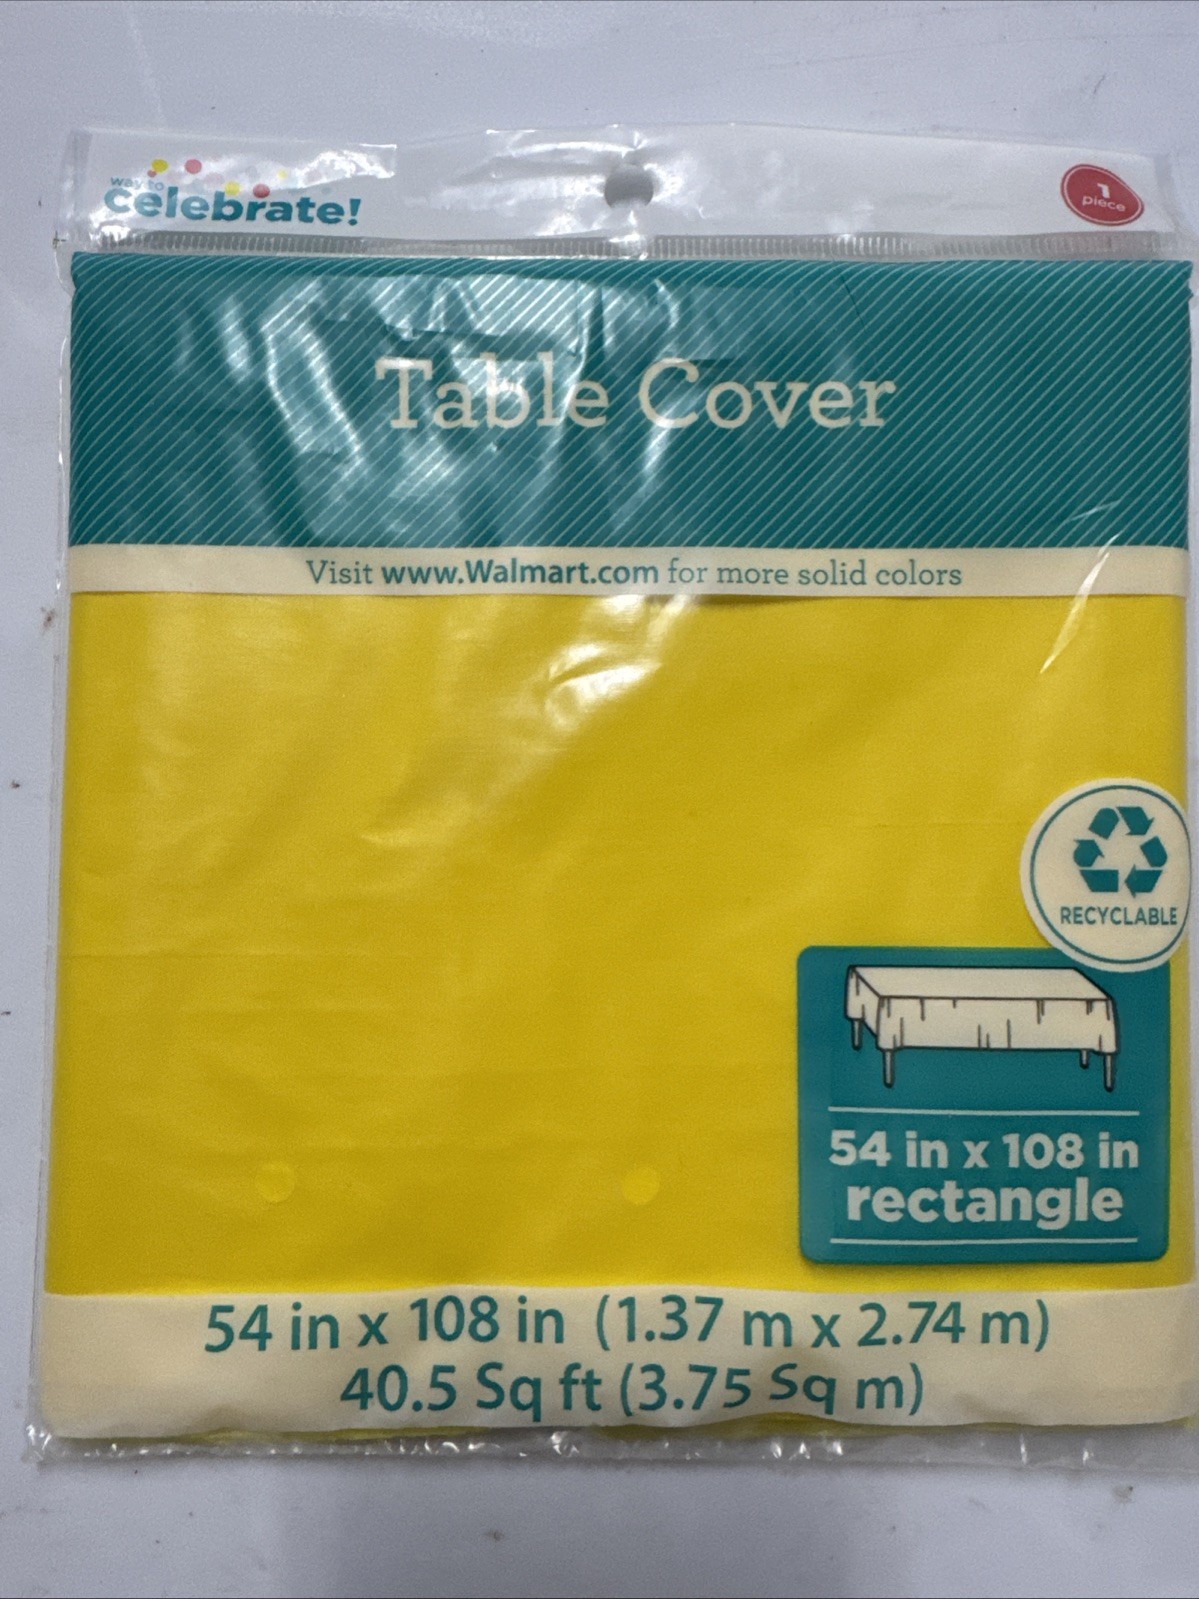 way to
celebrate!
1
piece
Table Cover
Visit www.Walmart.com for more solid colors
RECYCLABLE
54 in x 108 in
rectangle
54 in x 108 in (1.37 m x 2.74 m)
40.5 Sq ft (3.75 Sq m)